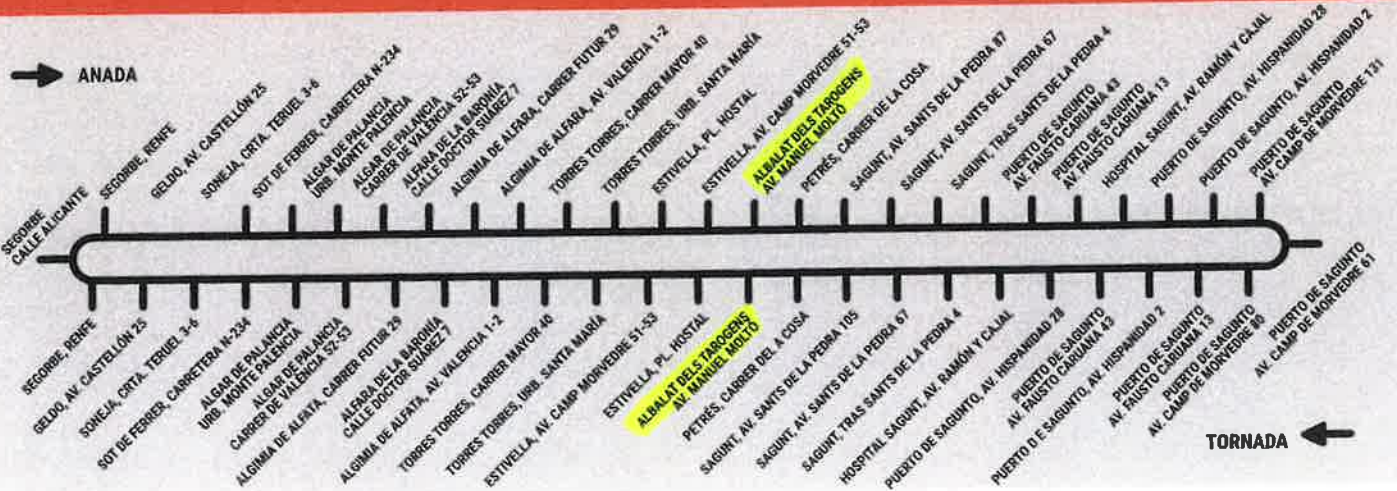 ANADA
SEGORBE
CALLE ALICANTE
SEGORBE, RENFE
GELDO, AV. CASTELLÓN 25
SONEJA, CRTA. TERUEL 3-6
SOT DE FERRER, CARRETERA N-234
ALGAR DE PALANCIA
URB. MONTE PALENCIA
ALGAR DE PALANCIA
CARRER DE VALENCIA 52-53
ALFARA DE LA BARONÍA
CALLE DOCTOR SUÁREZ 7
ALGIMIA DE ALFARA, CARRER FUTUR 29
ALGIMIA DE ALFARA, AV. VALENCIA 1-2
TORRES TORRES, CARRER MAYOR 40
TORRES TORRES, URB. SANTA MARÍA
ESTIVELLA, PL. HOSTAL
ESTIVELLA, AV. CAMP MORVEDRE 51-53
ALBALAT DELS TAROGENS
AV. MANUEL MOLTÓ
PETRÉS, CARRER DE LA COSA
SAGUNT, AV. SANTS DE LA PEDRA 87
SAGUNT, AV. SANTS DE LA PEDRA 67
SAGUNT, TRAS SANTS DE LA PEDRA 4
PUERTO DE SAGUNTO
AV. FAUSTO CARUANA 43
PUERTO DE SAGUNTO
AV. FAUSTO CARUANA 13
HOSPITAL SAGUNT, AV. RAMÓN Y CAJAL
PUERTO DE SAGUNTO, AV. HISPANIDAD 28
PUERTO DE SAGUNTO, AV. HISPANIDAD 2
PUERTO DE SAGUNTO
AV. CAMP DE MORVEDRE 131
SEGORBE, RENFE
GELDO, AV. CASTELLÓN 25
SONEJA, CRTA. TERUEL 3-6
SOT DE FERRER, CARRETERA N-234
ALGAR DE PALANCIA
URB. MONTE PALENCIA
ALGAR DE PALANCIA
CARRER DE VALENCIA 52-53
ALGIMIA DE ALFATA, CARRER FUTUR 29
ALFARA DE LA BARONÍA
CALLE DOCTOR SUÁREZ 7
ALGIMIA DE ALFATA, AV. VALENCIA 1-2
TORRES TORRES, CARRER MAYOR 40
TORRES TORRES, URB. SANTA MARÍA
ESTIVELLA, AV. CAMP MORVEDRE 51-53
ESTIVELLA, PL. HOSTAL
ALBALAT DELS TAROGENS
AV. MANUEL MOLTÓ
PETRÉS, CARRER DEL A COSA
SAGUNT, AV. SANTS DE LA PEDRA 105
SAGUNT, AV. SANTS DE LA PEDRA 67
SAGUNT, TRAS SANTS DE LA PEDRA 4
HOSPITAL SAGUNT, AV. RAMÓN Y CAJAL
PUERTO DE SAGUNTO, AV. HISPANIDAD 28
PUERTO DE SAGUNTO
AV. FAUSTO CARUANA 43
PUERTO D E SAGUNTO, AV. HISPANIDAD 2
PUERTO DE SAGUNTO
AV. FAUSTO CARUANA 13
PUERTO DE SAGUNTO
AV. CAMP DE MORVEDRE 86
PUERTO DE SAGUNTO
AV. CAMP DE MORVEDRE 61
TORNADA